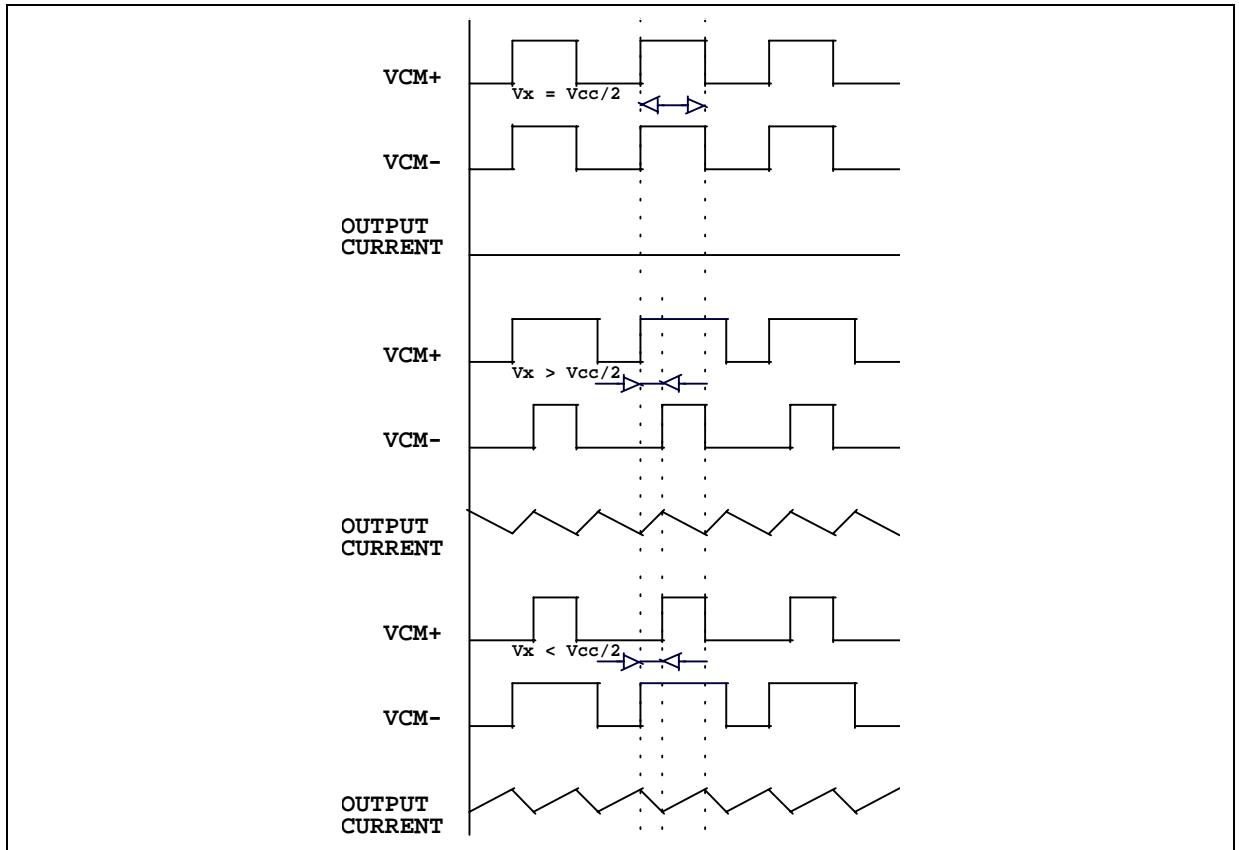 VCM+
Vx = Vcc/2
VCM-
OUTPUT
CURRENT
VCM+
Vx > Vcc/2
VCM-
OUTPUT
CURRENT
VCM+
Vx < Vcc/2
VCM-
OUTPUT
CURRENT